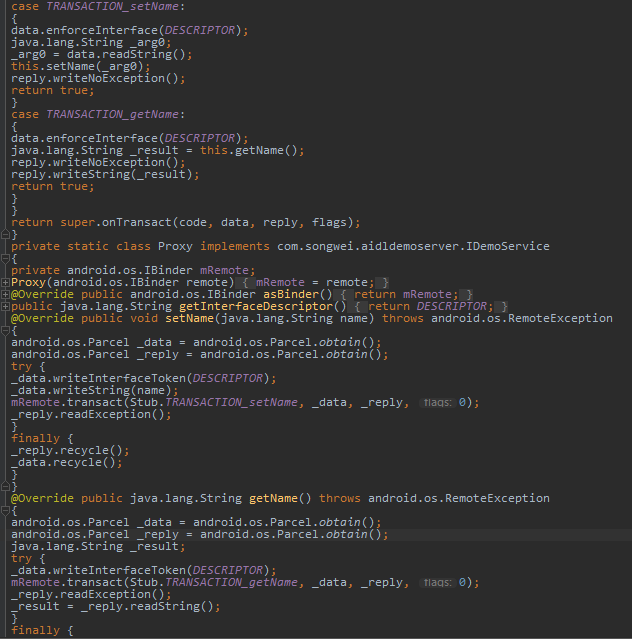 case TRANSACTION_setName:
{
data.enforceInterface(DESCRIPTOR);
java.lang.String _arg0;
_arg0 = data.readString();
this.setName(_arg0);
reply.writeNoException();
return true;
}
case TRANSACTION_getName:
{
data.enforceInterface(DESCRIPTOR);
java.lang.String _result = this.getName();
reply.writeNoException();
reply.writeString(_result);
return true;
}
}
return super.onTransact(code, data, reply, flags);
}
private static class Proxy implements com.songwei.aidldemoserver.IDemoService
{
private android.os.IBinder mRemote;
Proxy(android.os.IBinder remote) { mRemote = remote; }
@Override public android.os.IBinder asBinder() { return mRemote; }
public java.lang.String getInterfaceDescriptor() { return DESCRIPTOR; }
@Override public void setName(java.lang.String name) throws android.os.RemoteException
{
android.os.Parcel _data = android.os.Parcel.obtain();
android.os.Parcel _reply = android.os.Parcel.obtain();
try {
_data.writeInterfaceToken(DESCRIPTOR);
_data.writeString(name);
mRemote.transact(Stub.TRANSACTION_setName, _data, _reply, flags: 0);
_reply.readException();
}
finally {
_reply.recycle();
_data.recycle();
}
}
@Override public java.lang.String getName() throws android.os.RemoteException
{
android.os.Parcel _data = android.os.Parcel.obtain();
android.os.Parcel _reply = android.os.Parcel.obtain();
java.lang.String _result;
try {
_data.writeInterfaceToken(DESCRIPTOR);
mRemote.transact(Stub.TRANSACTION_getName, _data, _reply, flags: 0);
_reply.readException();
_result = _reply.readString();
}
finally {